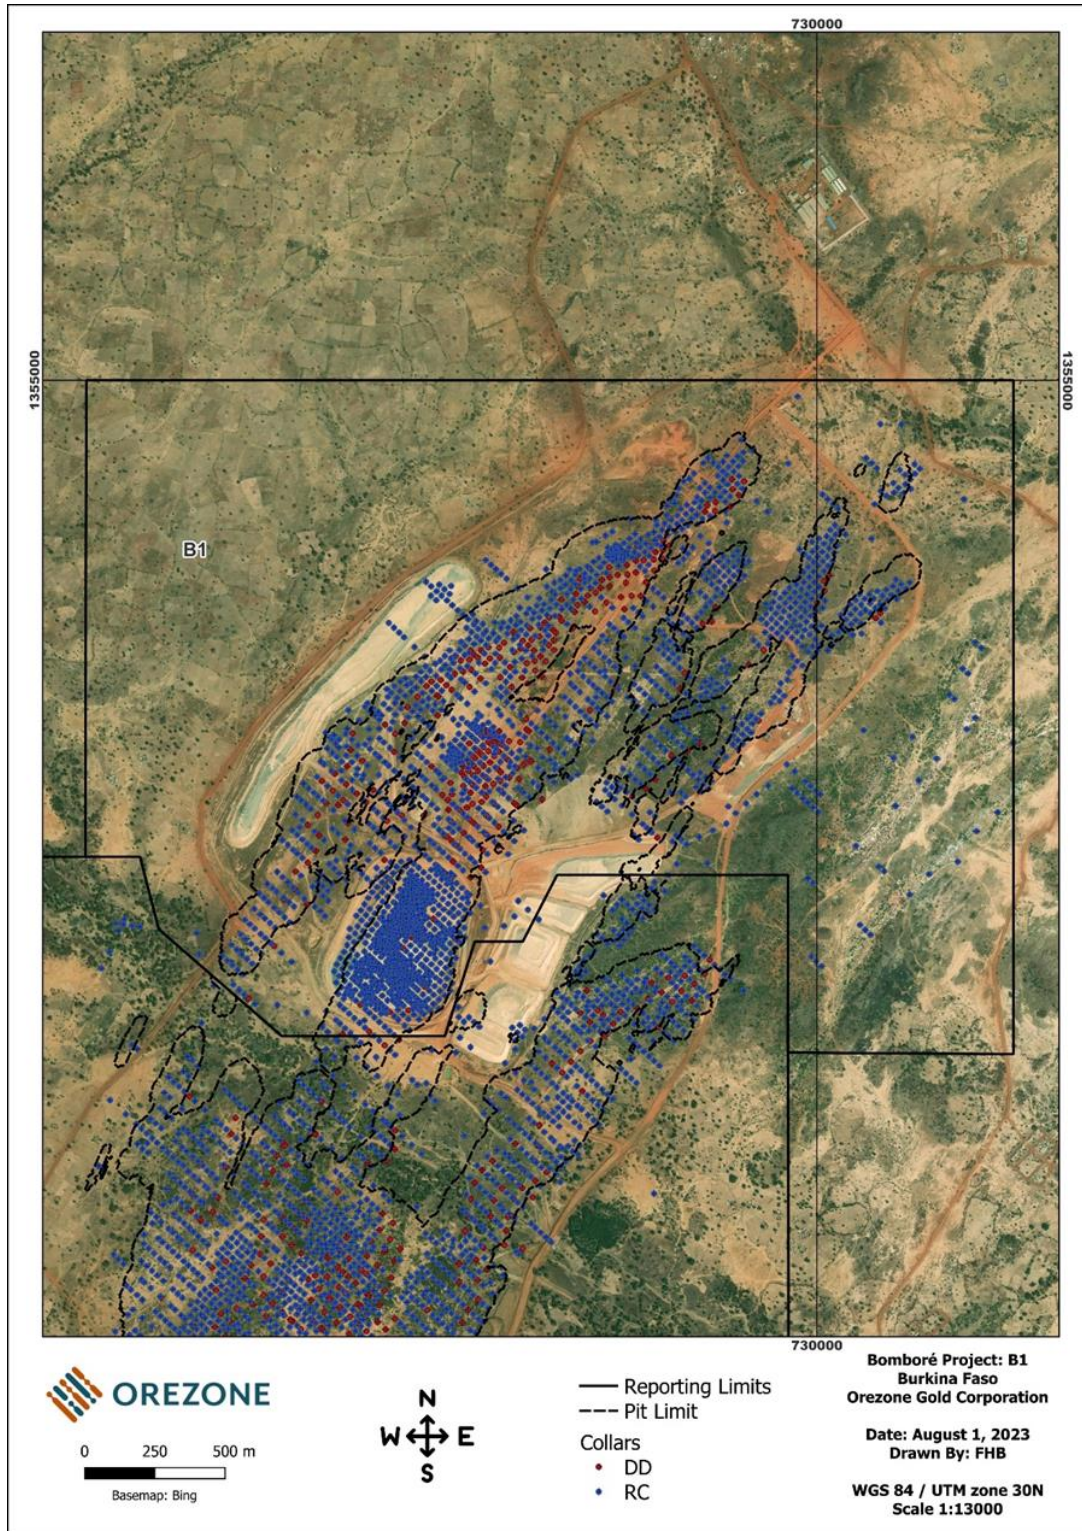 730000
1355000
1355000
B1
730000
OREZONE
0 250 500 m
Basemap: Bing
N
W E
S
Reporting Limits
Pit Limit
Collars
DD
RC
Bomboré Project: B1
Burkina Faso
Orezone Gold Corporation
Date: August 1, 2023
Drawn By: FHB
WGS 84 / UTM zone 30N
Scale 1:13000